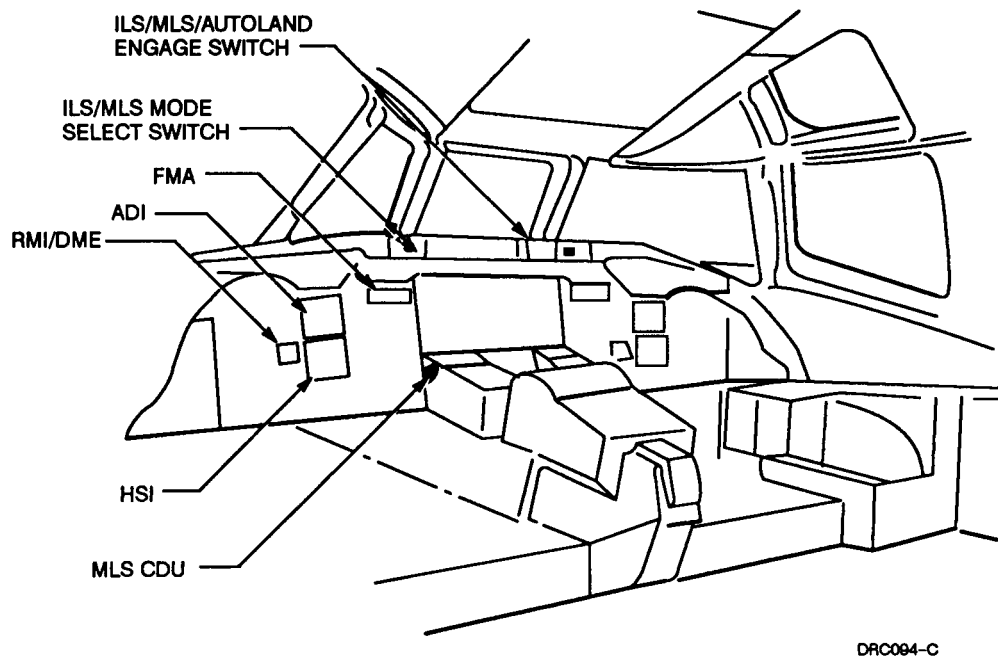 ILS/MLS/AUTOLAND
ENGAGE SWITCH
ILS/MLS MODE
SELECT SWITCH
FMA
ADI
RMI/DME
HSI
MLS CDU
DRC094-C